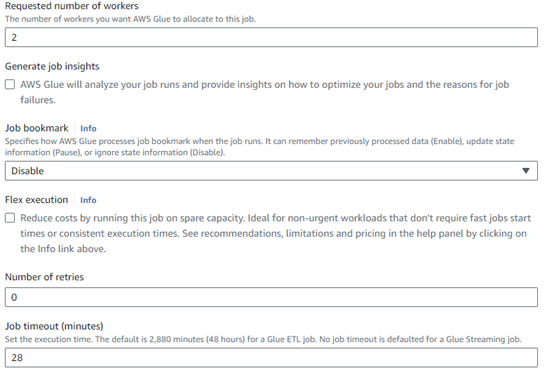 Requested number of workers
The number of workers you want AWS Glue to allocate to this job.
2
Generate job insights
AWS Glue will analyze your job runs and provide insights on how to optimize your jobs and the reasons for job
failures.
Job bookmark Info
Specifies how AWS Glue processes job bookmark when the job runs. It can remember previously processed data (Enable), update state
information (Pause), or ignore state information (Disable).
Disable
Flex execution Info
Reduce costs by running this job on spare capacity. Ideal for non-urgent workloads that don't require fast jobs start
times or consistent execution times. See recommendations, limitations and pricing in the help panel by clicking on
the Info link above.
Number of retries
0
Job timeout (minutes)
Set the execution time. The default is 2,880 minutes (48 hours) for a Glue ETL job. No job timeout is defaulted for a Glue Streaming job.
28